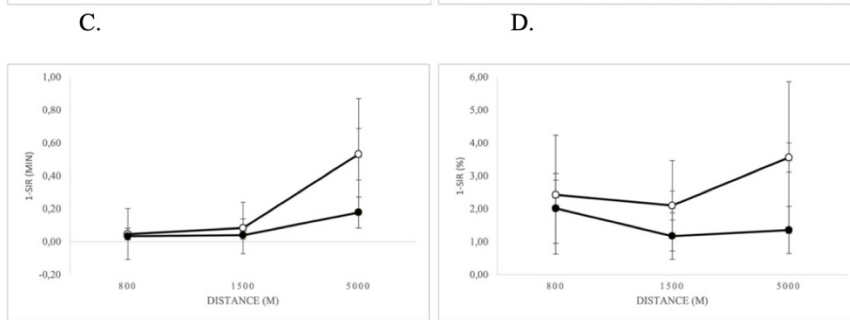 C.
D.
1,00
0,80
0,60
0,40
0,20
0,00
-0,20
1-SIR (MIN)
800 1500 5000
DISTANCE (M)
6,00
5,00
4,00
3,00
2,00
1,00
0,00
1-SIR (%)
800 1500 5000
DISTANCE (M)